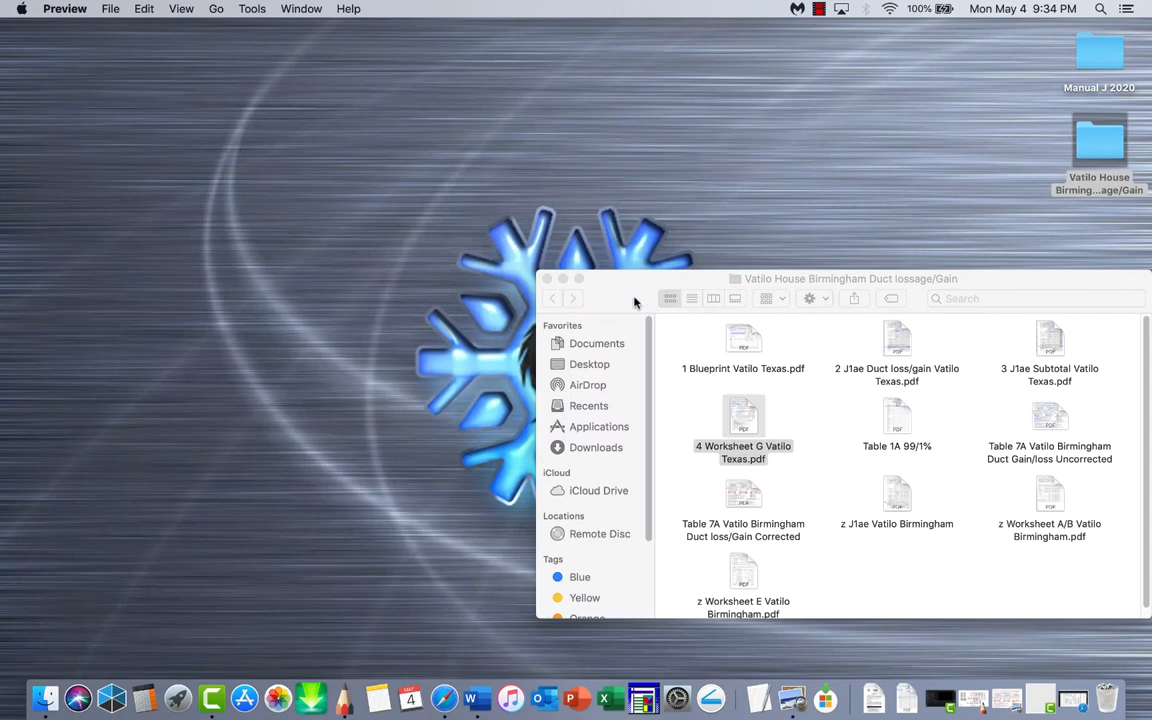 Preview File Edit View Go Tools Window Help 100% Mon May 4 9:34 PM
Manual J 2020
Vatilo House
Birming...age/Gain
Vatilo House Birmingham Duct lossage/Gain
Search
Favorites
Documents
Desktop
AirDrop
Recents
Applications
Downloads
iCloud
iCloud Drive
Locations
Remote Disc
Tags
Blue
Yellow
Orange
1 Blueprint Vatilo Texas.pdf
2 J1ae Duct loss/gain Vatilo
Texas.pdf
3 J1ae Subtotal Vatilo
Texas.pdf
4 Worksheet G Vatilo
Texas.pdf
Table 1A 99/1%
Table 7A Vatilo Birmingham
Duct Gain/loss Uncorrected
Table 7A Vatilo Birmingham
Duct loss/Gain Corrected
z J1ae Vatilo Birmingham
z Worksheet A/B Vatilo
Birmingham.pdf
z Worksheet E Vatilo
Birmingham.pdf